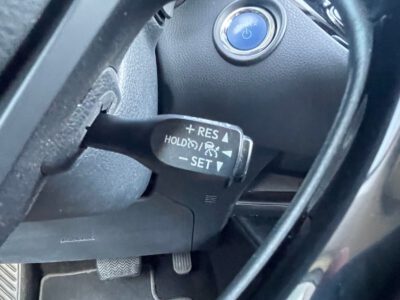 + RES ▲
HOLD / ◀
− SET ▼